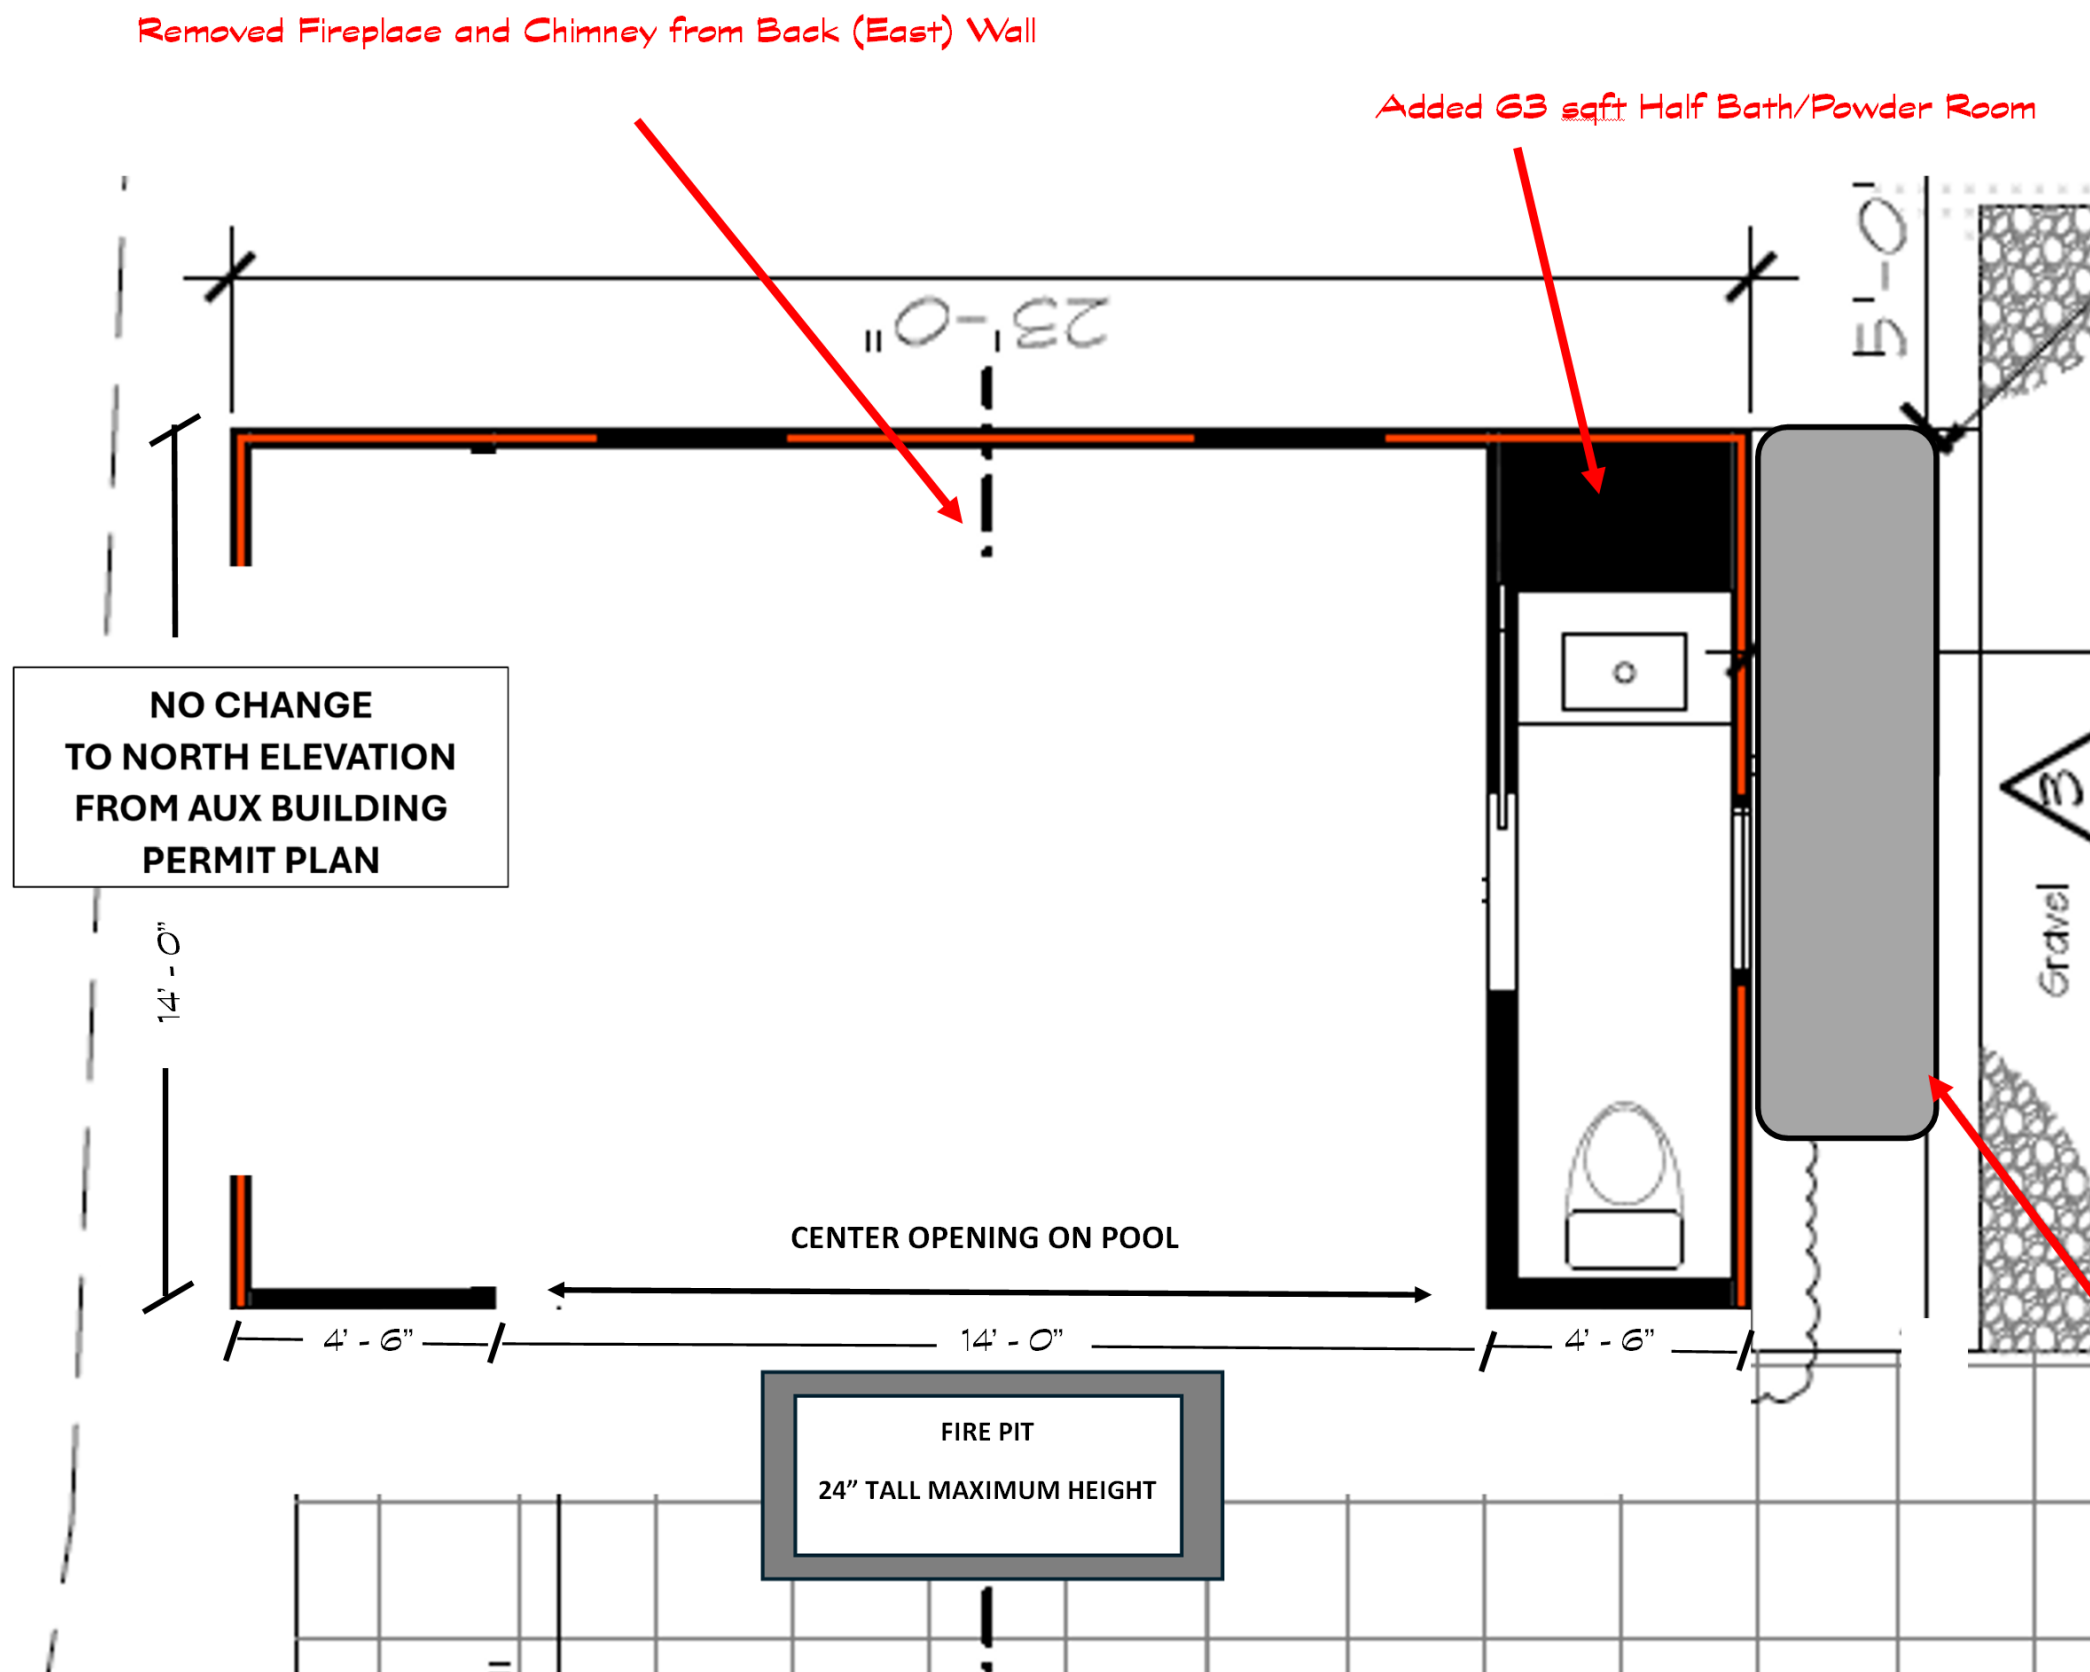 Removed Fireplace and Chimney from Back (East) Wall
Added 63 sqft Half Bath/Powder Room
23'-0"
5'-0"
NO CHANGE
TO NORTH ELEVATION
FROM AUX BUILDING
PERMIT PLAN
3
Gravel
14' - 0”
CENTER OPENING ON POOL
4' - 6”
14' - 0”
4' - 6”
FIRE PIT
24” TALL MAXIMUM HEIGHT